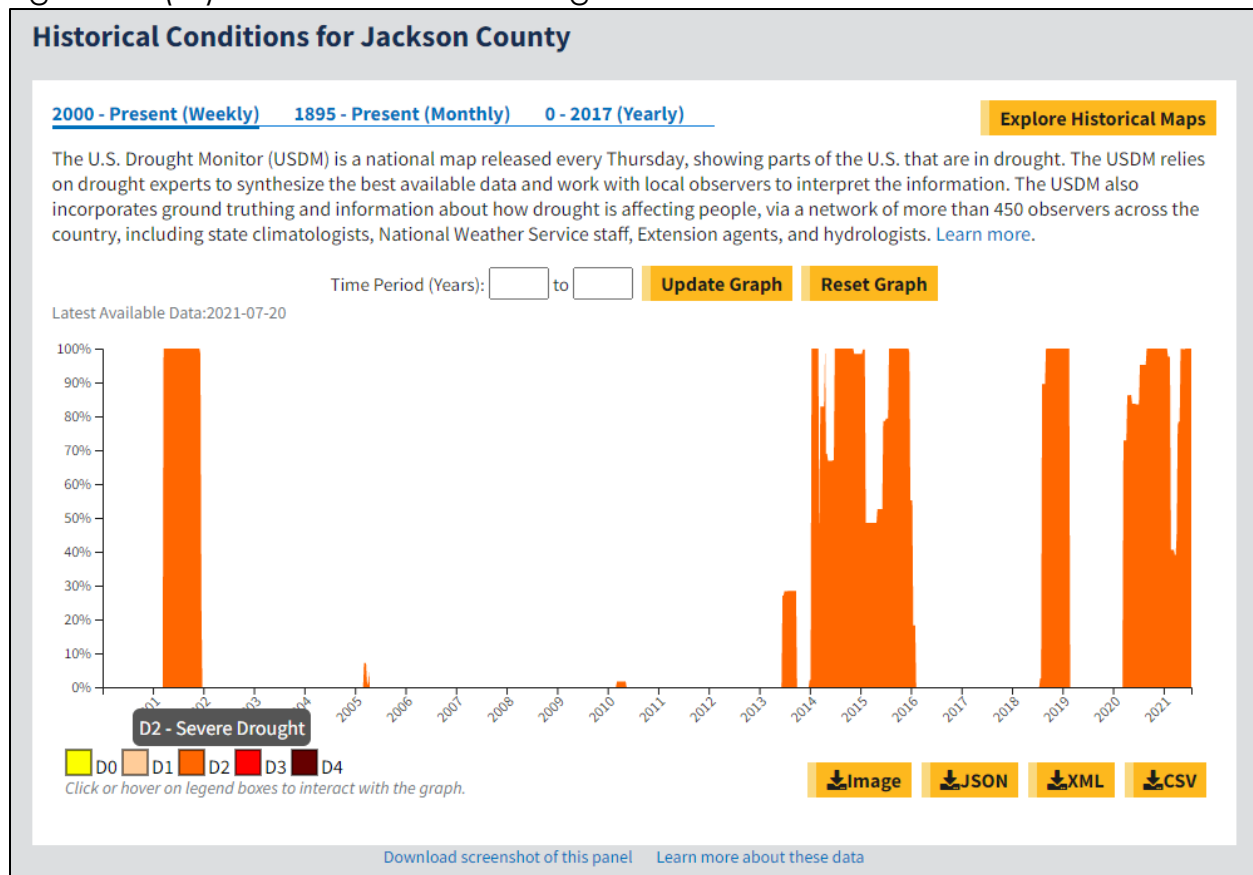 Historical Conditions for Jackson County
2000 - Present (Weekly) 1895 - Present (Monthly) 0 - 2017 (Yearly)
Explore Historical Maps
The U.S. Drought Monitor (USDM) is a national map released every Thursday, showing parts of the U.S. that are in drought. The USDM relies
on drought experts to synthesize the best available data and work with local observers to interpret the information. The USDM also
incorporates ground truthing and information about how drought is affecting people, via a network of more than 450 observers across the
country, including state climatologists, National Weather Service staff, Extension agents, and hydrologists. Learn more.
Time Period (Years): to Update Graph Reset Graph
Latest Available Data:2021-07-20
100%
90%
80%
70%
60%
50%
40%
30%
20%
10%
0%
2005 2006 2007 2008 2009 2010 2011 2012 2013 2014 2015 2016 2017 2018 2019 2020 2021
D2 - Severe Drought
D0 D1 D2 D3 D4
Click or hover on legend boxes to interact with the graph.
Image JSON XML CSV
Download screenshot of this panel Learn more about these data